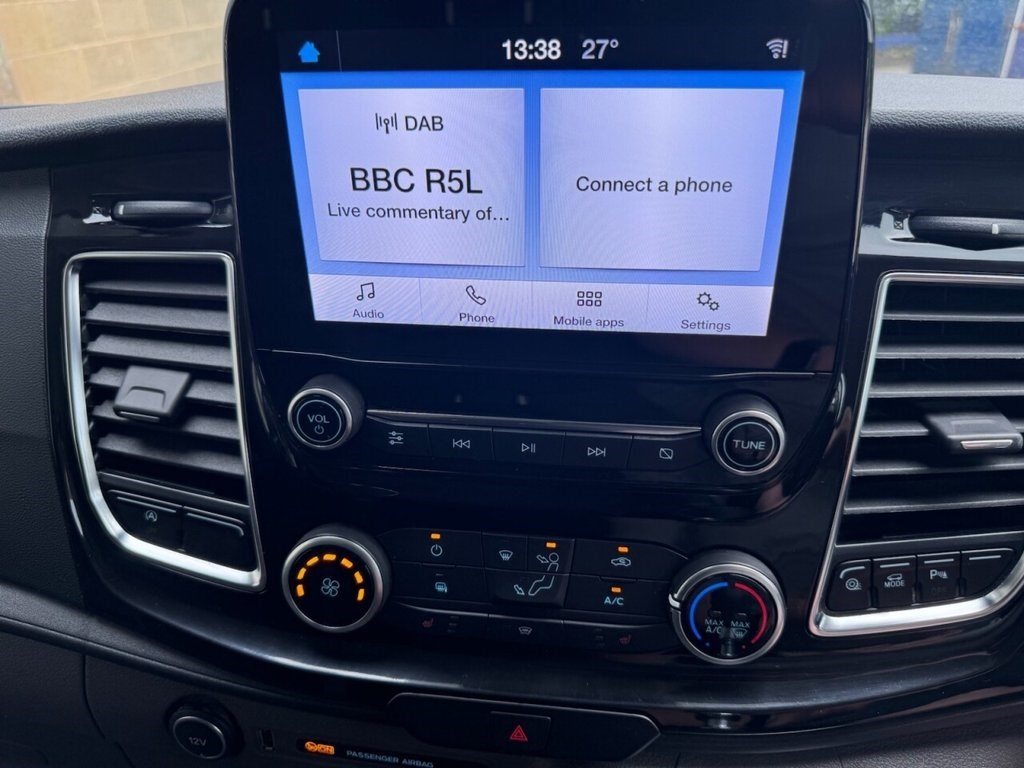 13:38 27°
DAB
BBC R5L
Live commentary of...
Connect a phone
Audio
Phone
Mobile apps
Settings
VOL
TUNE
A/C
MAX A/C
MAX
MODE
P
12V
PASSENGER AIRBAG